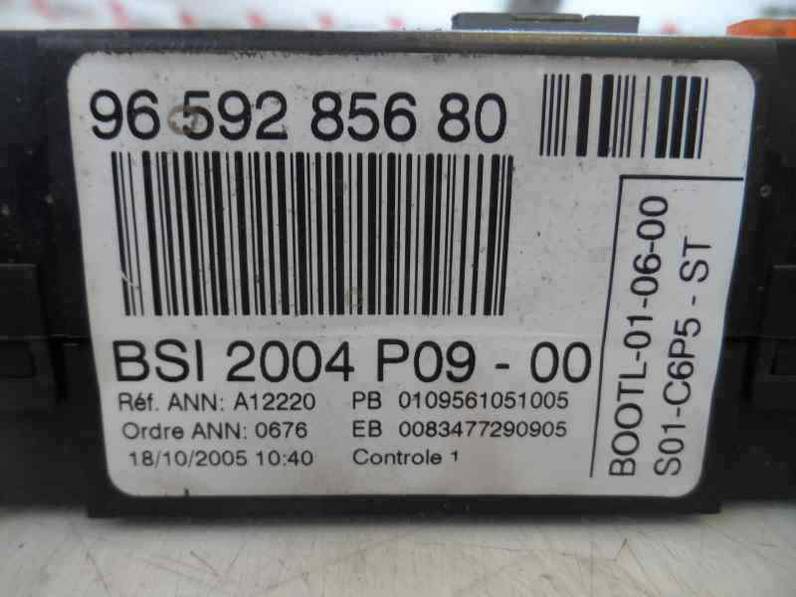 96 592 856 80
BSI 2004 P09 - 00
Réf. ANN: A12220 PB 0109561051005
Ordre ANN: 0676 EB 0083477290905
18/10/2005 10:40 Controle 1
BOOTL-01-06-00
S01-C6P5 - ST